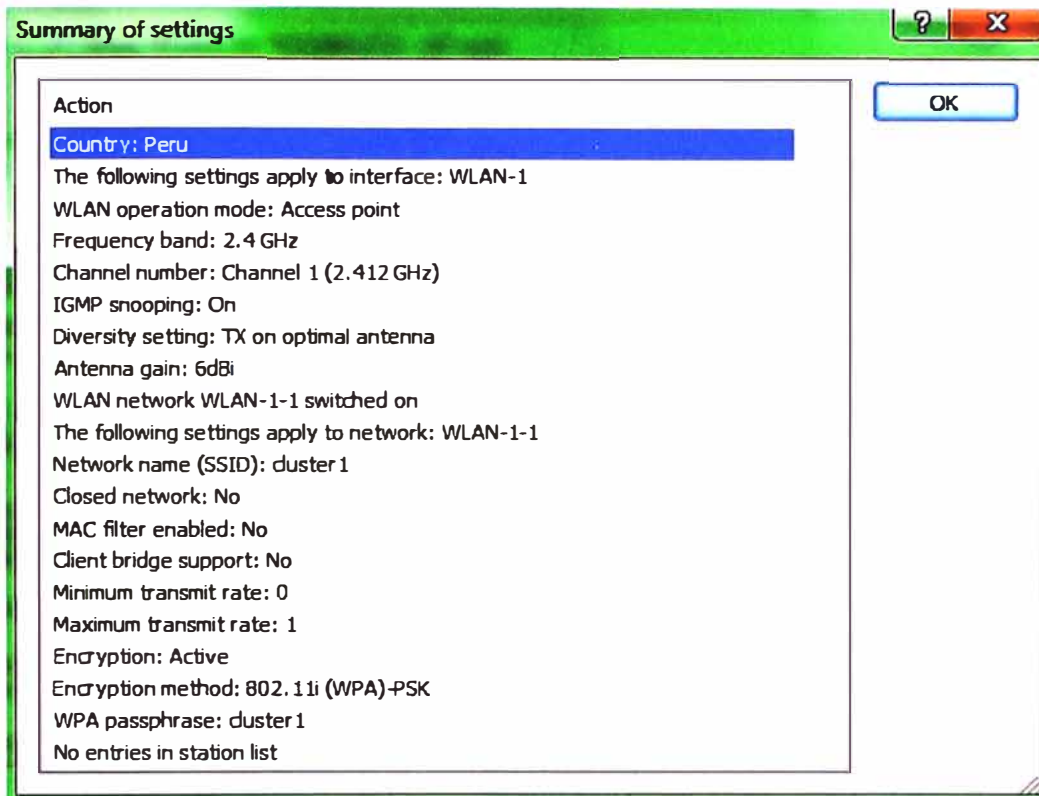 Summary of settings
?
X
OK
Action
Country: Peru
The following settings apply to interface: WLAN-1
WLAN operation mode: Access point
Frequency band: 2.4 GHz
Channel number: Channel 1 (2.412 GHz)
IGMP snooping: On
Diversity setting: TX on optimal antenna
Antenna gain: 6dBi
WLAN network WLAN-1-1 switched on
The following settings apply to network: WLAN-1-1
Network name (SSID): cluster1
Closed network: No
MAC filter enabled: No
Client bridge support: No
Minimum transmit rate: 0
Maximum transmit rate: 1
Encryption: Active
Encryption method: 802.11i (WPA)-PSK
WPA passphrase: cluster1
No entries in station list